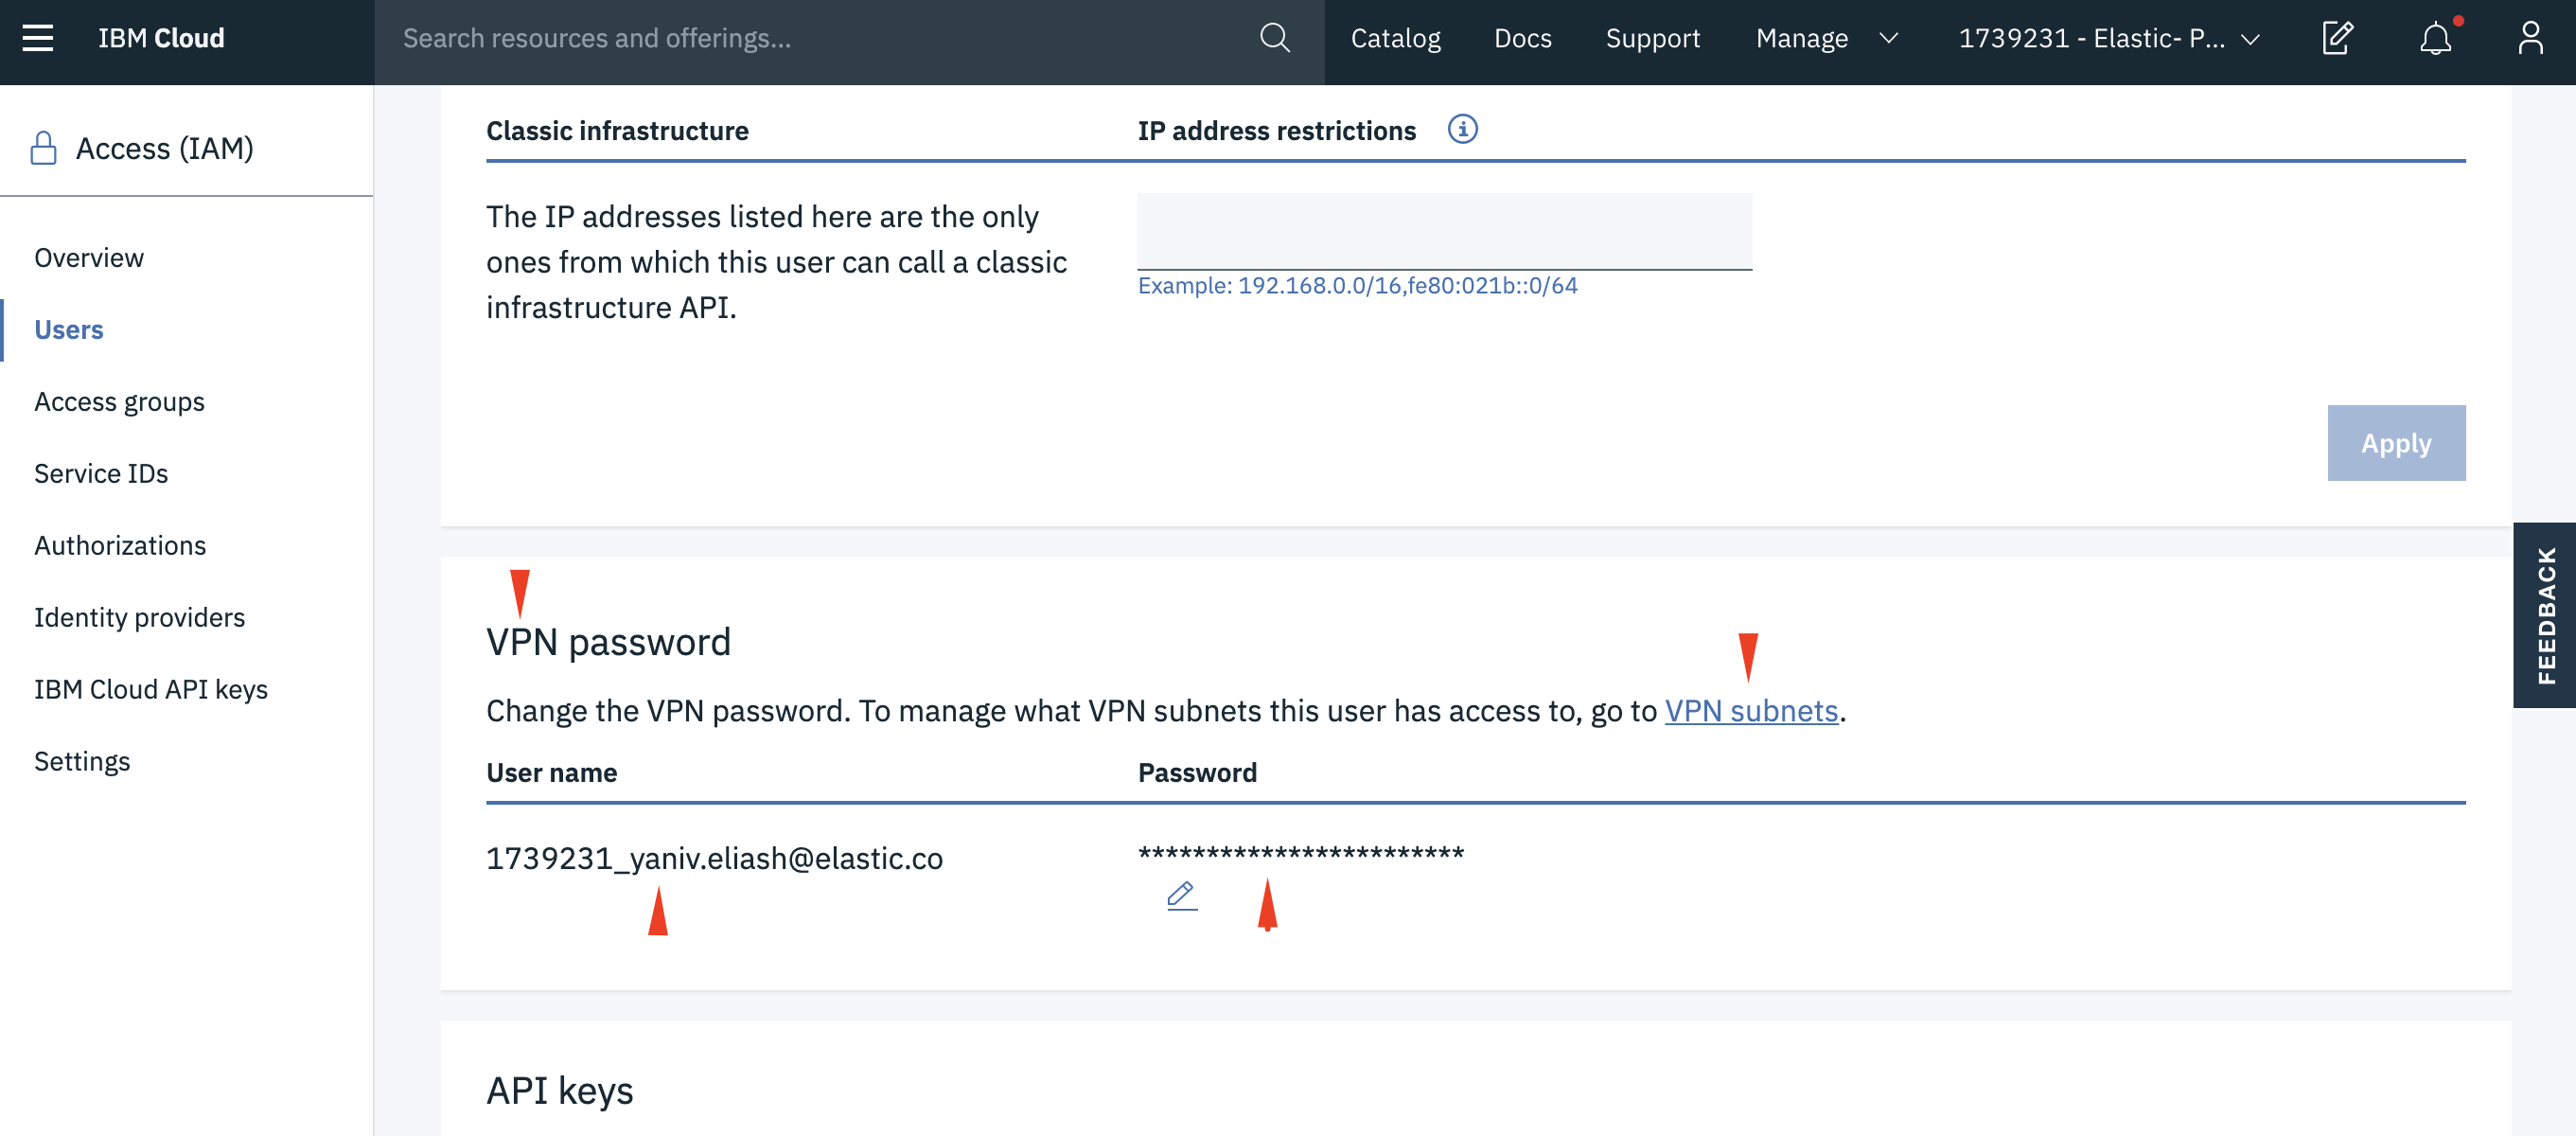 IBM Cloud
Search resources and offerings...
Catalog
Docs
Support
Manage
1739231 - Elastic- P...
Access (IAM)
Overview
Users
Access groups
Service IDs
Authorizations
Identity providers
IBM Cloud API keys
Settings
Classic infrastructure
IP address restrictions
The IP addresses listed here are the only
ones from which this user can call a classic
infrastructure API.
Example: 192.168.0.0/16,fe80:021b::0/64
Apply
FEEDBACK
VPN password
Change the VPN password. To manage what VPN subnets this user has access to, go to VPN subnets.
User name
Password
1739231_yaniv.eliash@elastic.co
************************
API keys